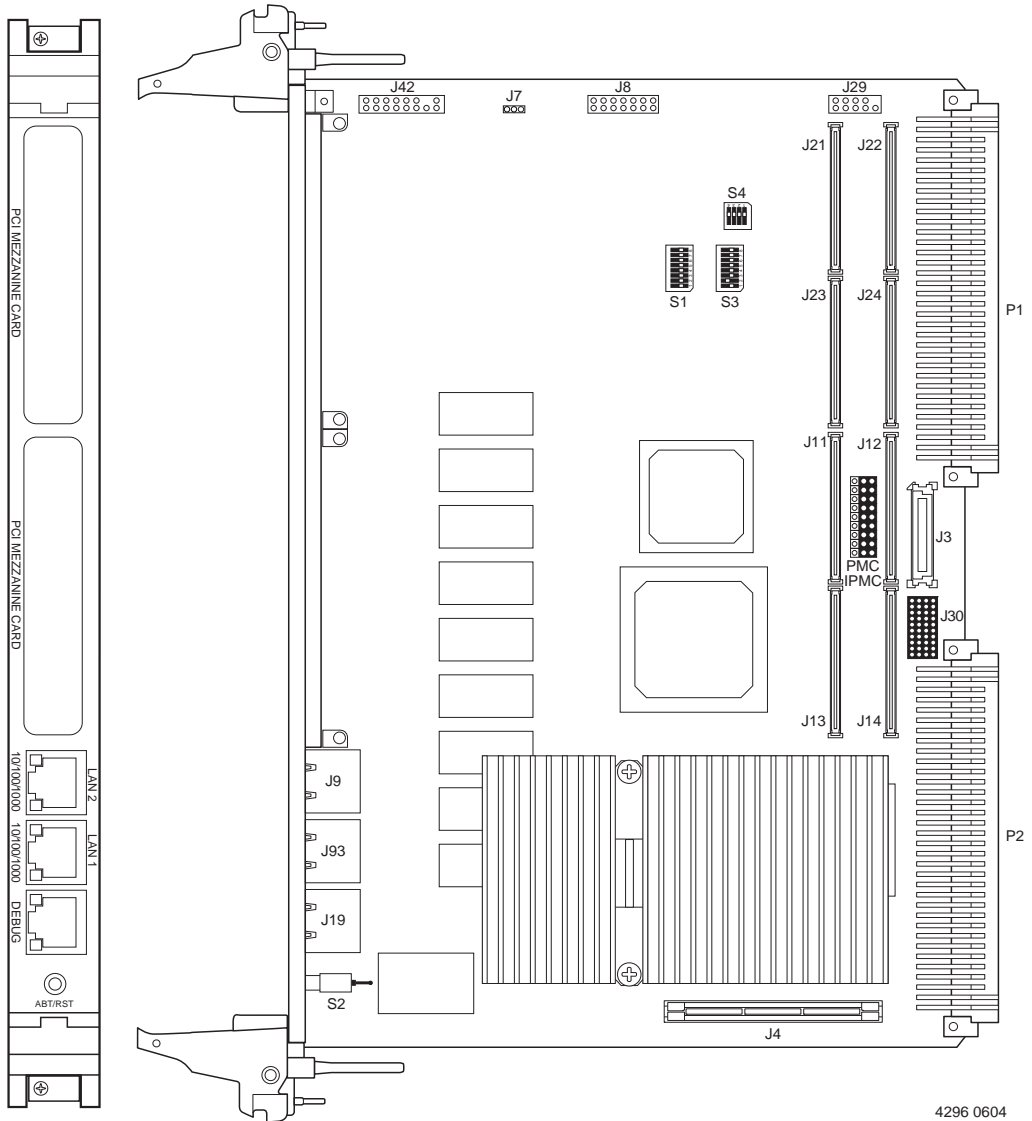 PCI MEZZANINE CARD
PCI MEZZANINE CARD
LAN 2
10/100/1000
LAN 1
10/100/1000
DEBUG
ABT/RST
J42
J7
J8
J29
J21
J22
S4
S1
S3
J23
J24
P1
J11
J12
J3
PMC
IPMC
J30
J13
J14
J9
J93
J19
S2
P2
J4
4296 0604